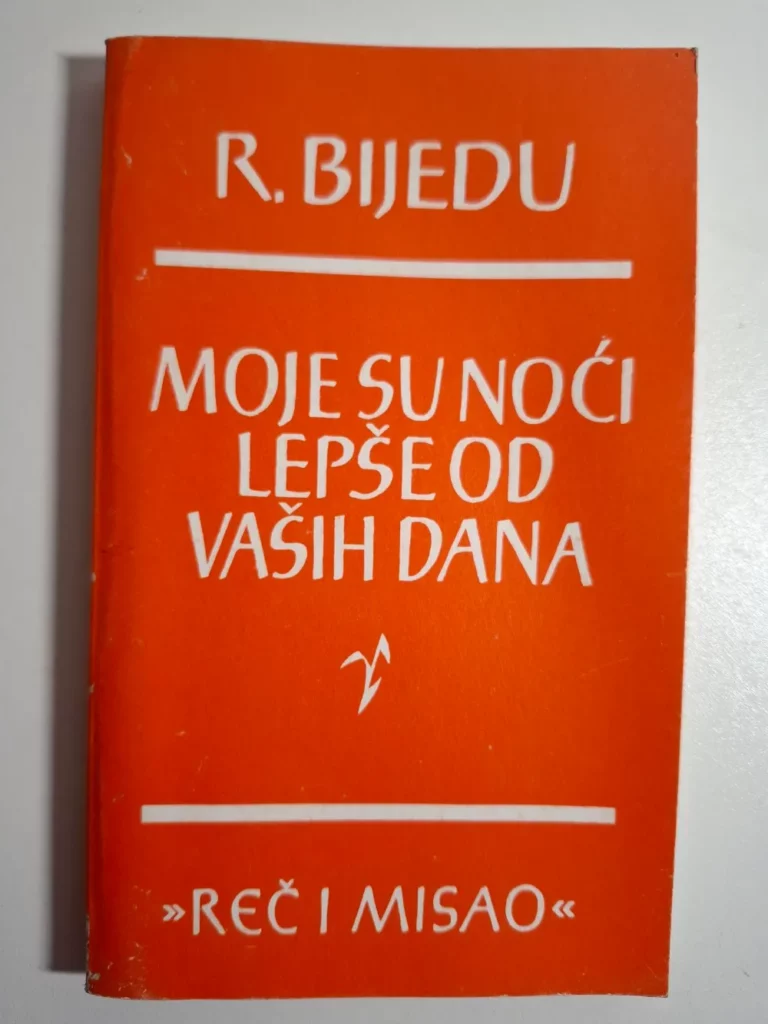 R. BIJEDU
MOJE SU NOĆI
LEPŠE OD
VAŠIH DANA
»REČ I MISAO«